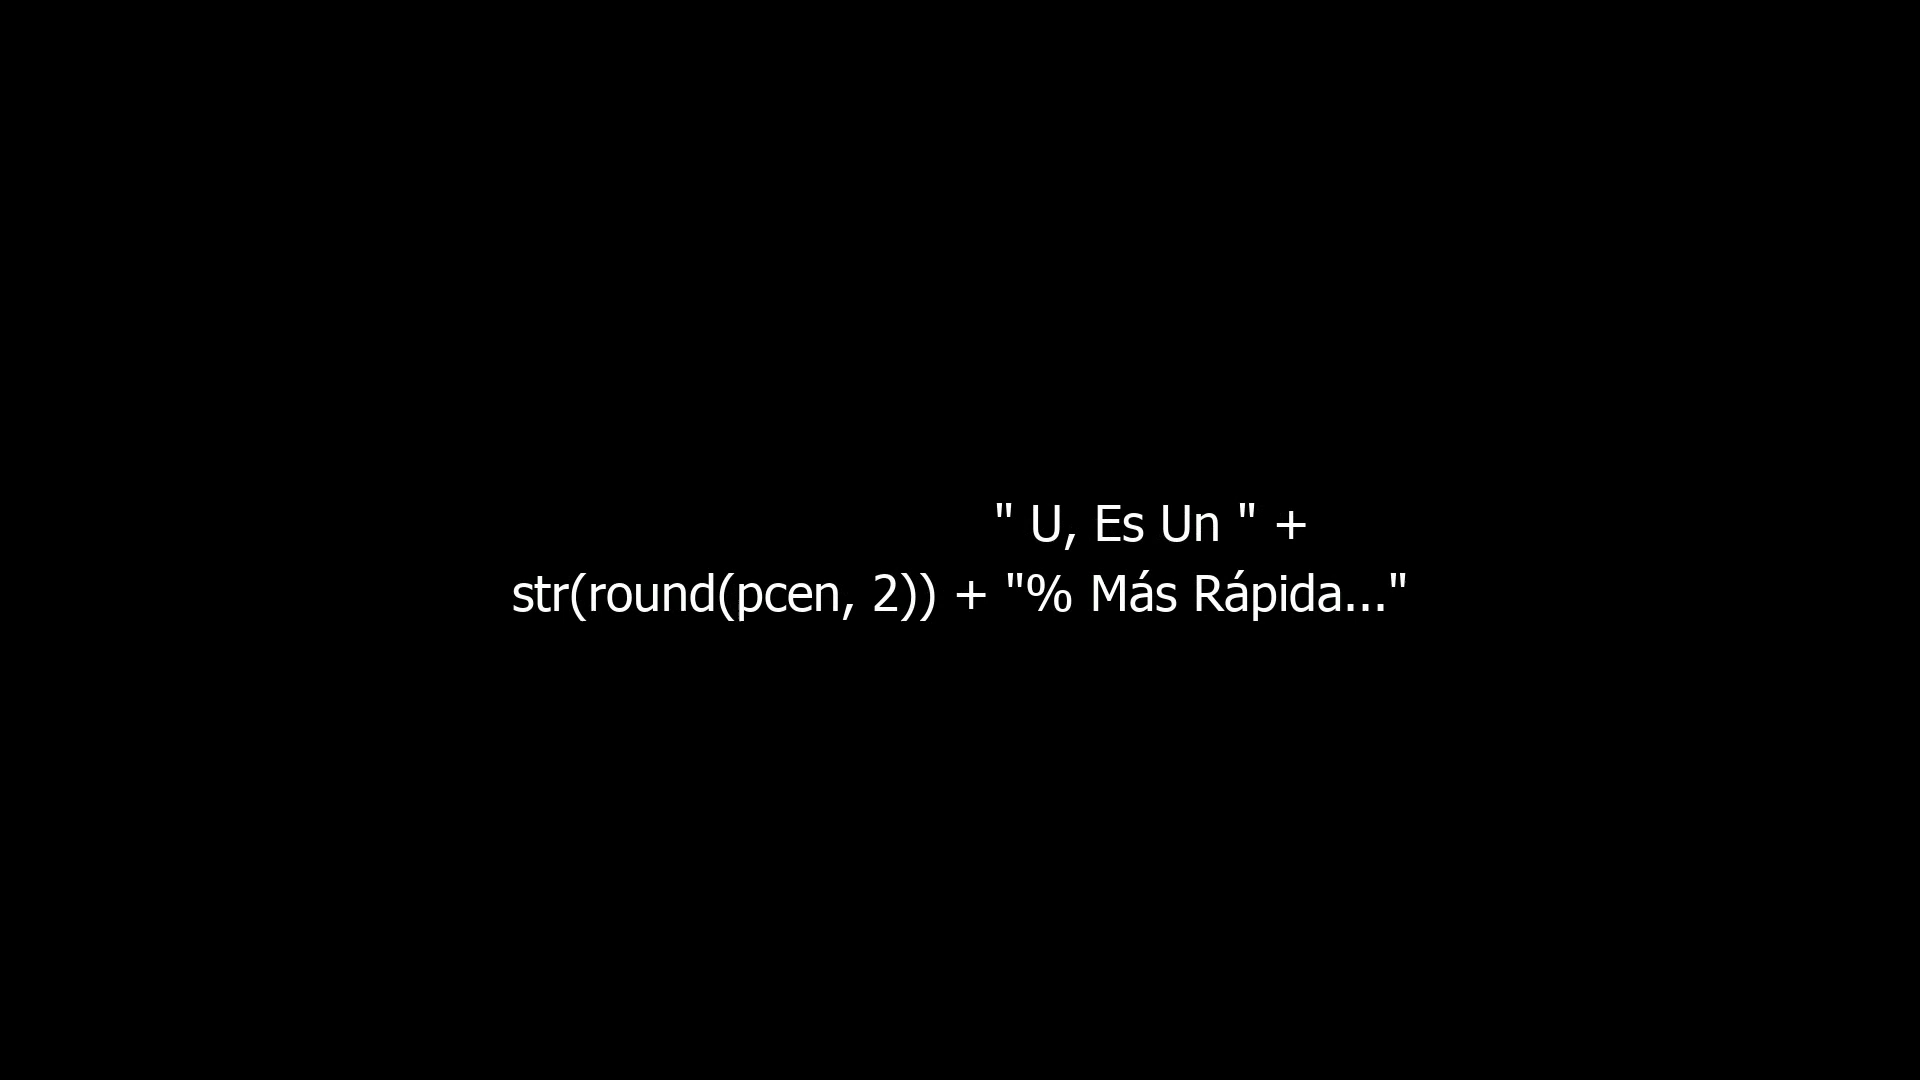 " U, Es Un " +
str(round(pcen, 2)) + "% Más Rápida..."